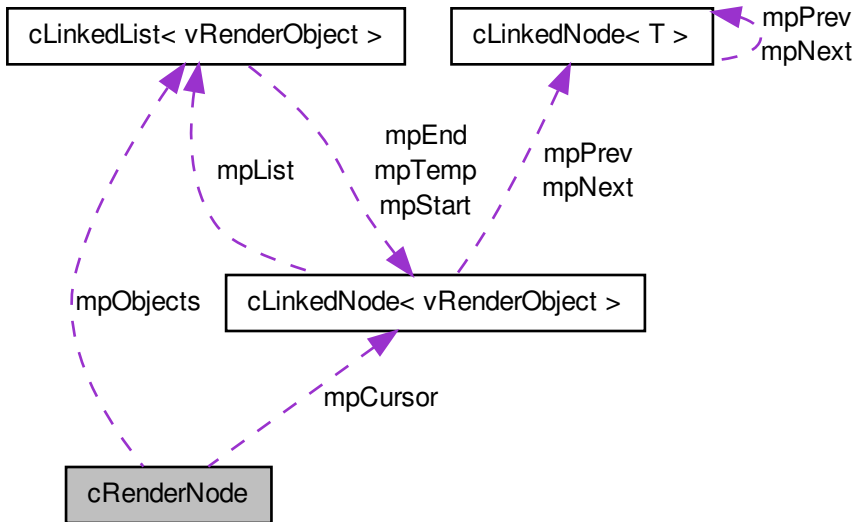 cLinkedList< vRenderObject >
cLinkedNode< T >
mpPrev
mpNext
mpEnd
mpTemp
mpStart
mpList
mpPrev
mpNext
cLinkedNode< vRenderObject >
mpObjects
mpCursor
cRenderNode